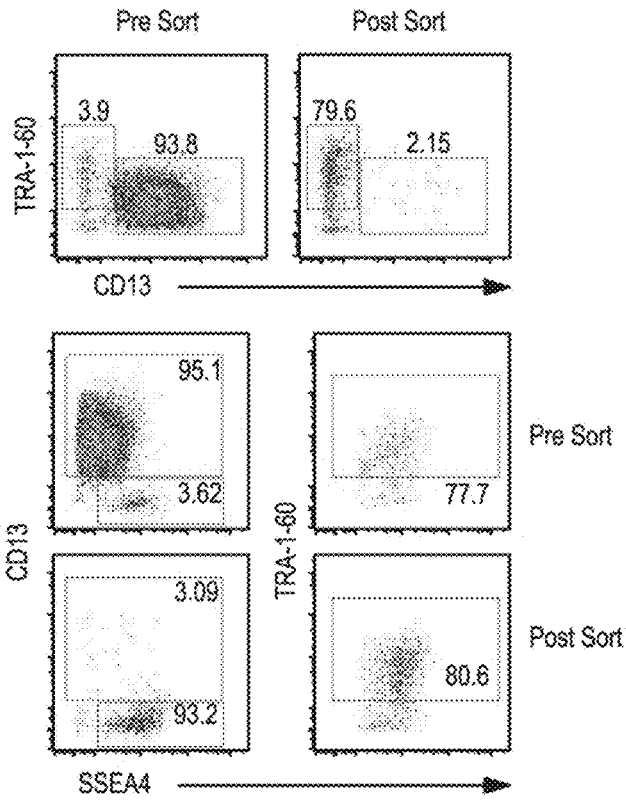 Pre Sort
Post Sort
TRA-1-60
3.9
93.8
79.6
2.15
CD13
95.1
3.62
77.7
Pre Sort
CD13
TRA-1-60
3.09
93.2
80.6
Post Sort
SSEA4